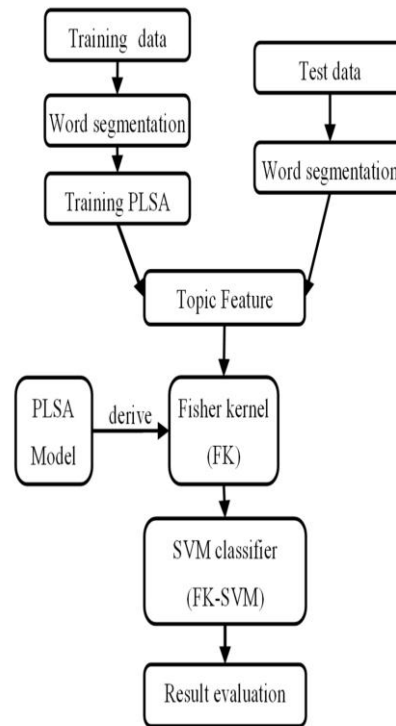 Training data
Test data
Word segmentation
Word segmentation
Training PLSA
Topic Feature
PLSA
Model
derive
Fisher kernel
(FK)
SVM classifier
(FK-SVM)
Result evaluation